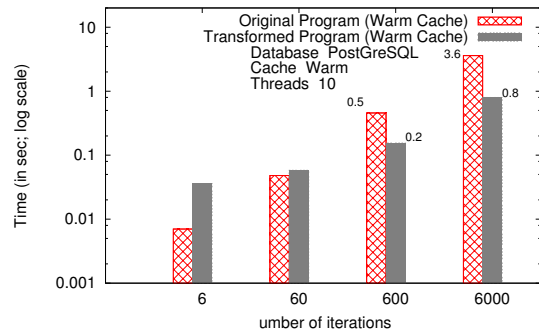 10
1
0.1
0.01
0.001
Time (in sec; log scale)
Original Program (Warm Cache)
Transformed Program (Warm Cache)
Database PostGreSQL
Cache Warm
Threads 10
0.5
0.2
3.6
0.8
6
60
600
6000
umber of iterations